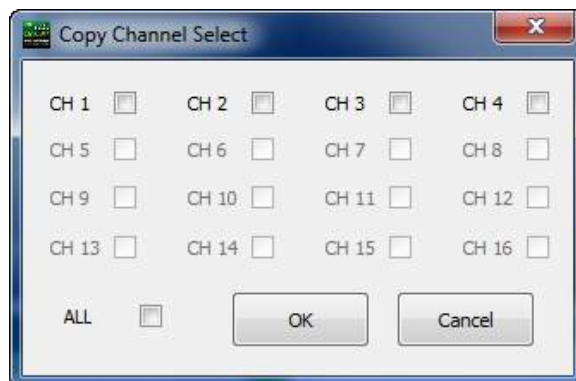 Copy Channel Select
CH 1 CH 2 CH 3 CH 4
CH 5 CH 6 CH 7 CH 8
CH 9 CH 10 CH 11 CH 12
CH 13 CH 14 CH 15 CH 16
ALL OK Cancel